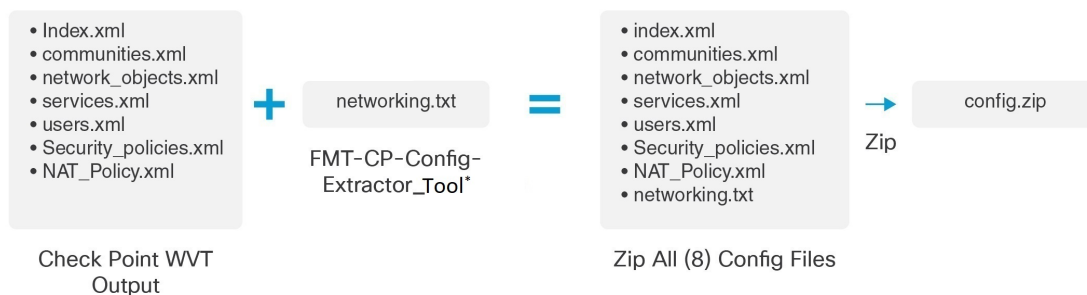 • Index.xml
• communities.xml
• network_objects.xml
• services.xml
• users.xml
• Security_policies.xml
• NAT_Policy.xml
Check Point WVT
Output
+
networking.txt
FMT-CP-Config-
Extractor_Tool*
=
• index.xml
• communities.xml
• network_objects.xml
• services.xml
• users.xml
• Security_policies.xml
• NAT_Policy.xml
• networking.txt
Zip All (8) Config Files
→
Zip
config.zip